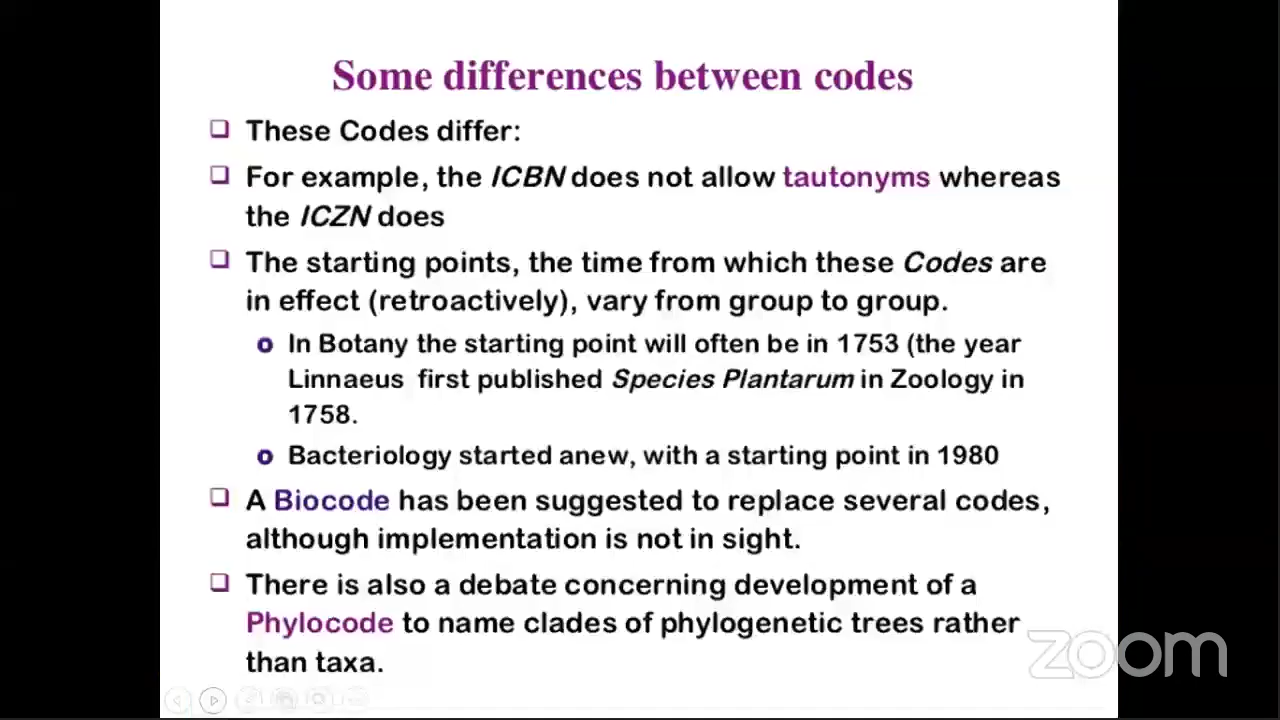 Some differences between codes
These Codes differ:
For example, the ICBN does not allow tautonyms whereas
the ICZN does
The starting points, the time from which these Codes are
in effect (retroactively), vary from group to group.
In Botany the starting point will often be in 1753 (the year
Linnaeus first published Species Plantarum in Zoology in
1758.
Bacteriology started anew, with a starting point in 1980
A Biocode has been suggested to replace several codes,
although implementation is not in sight.
There is also a debate concerning development of a
Phylocode to name clades of phylogenetic trees rather
than taxa.
zoom